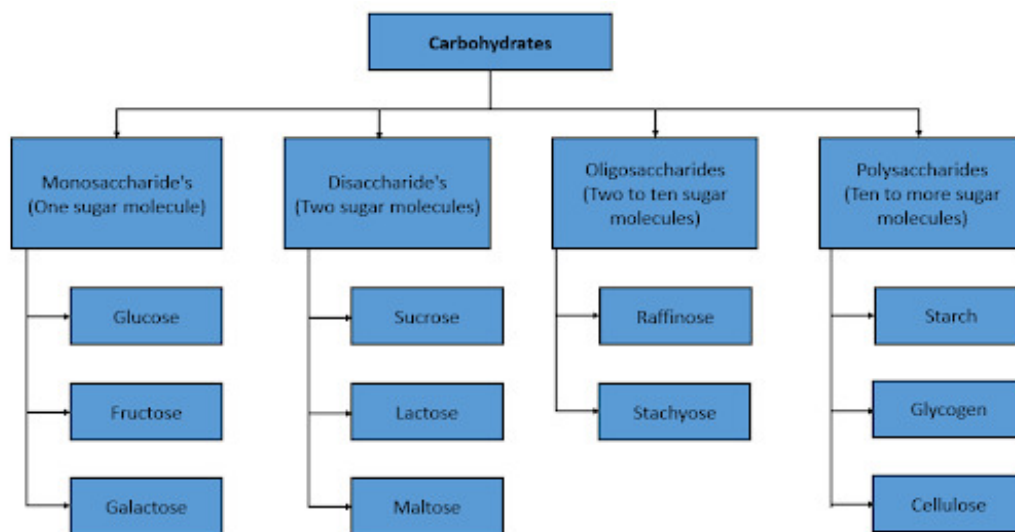 Carbohydrates
Monosaccharide's
(One sugar molecule)
Disaccharide's
(Two sugar molecules)
Oligosaccharides
(Two to ten sugar
molecules)
Polysaccharides
(Ten to more sugar
molecules)
Glucose
Sucrose
Raffinose
Starch
Fructose
Lactose
Stachyose
Glycogen
Galactose
Maltose
Cellulose